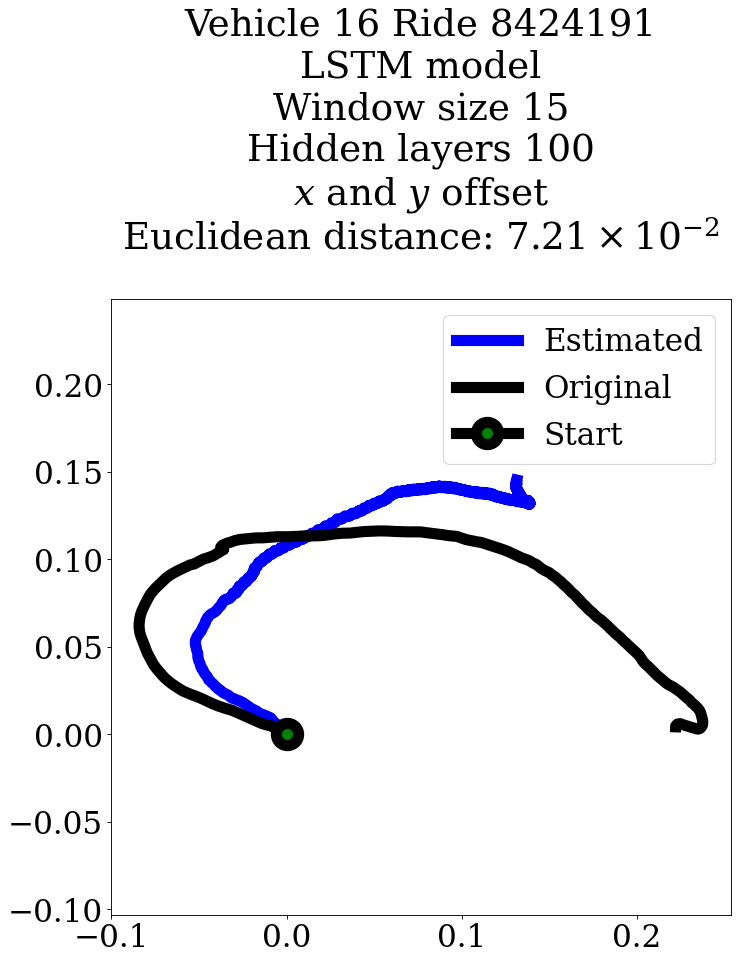 Vehicle 16 Ride 8424191
LSTM model
Window size 15
Hidden layers 100
x and y offset
Euclidean distance: 7.21 × 10⁻²
Estimated
Original
Start
0.20
0.15
0.10
0.05
0.00
−0.05
−0.10
−0.1 0.0 0.1 0.2